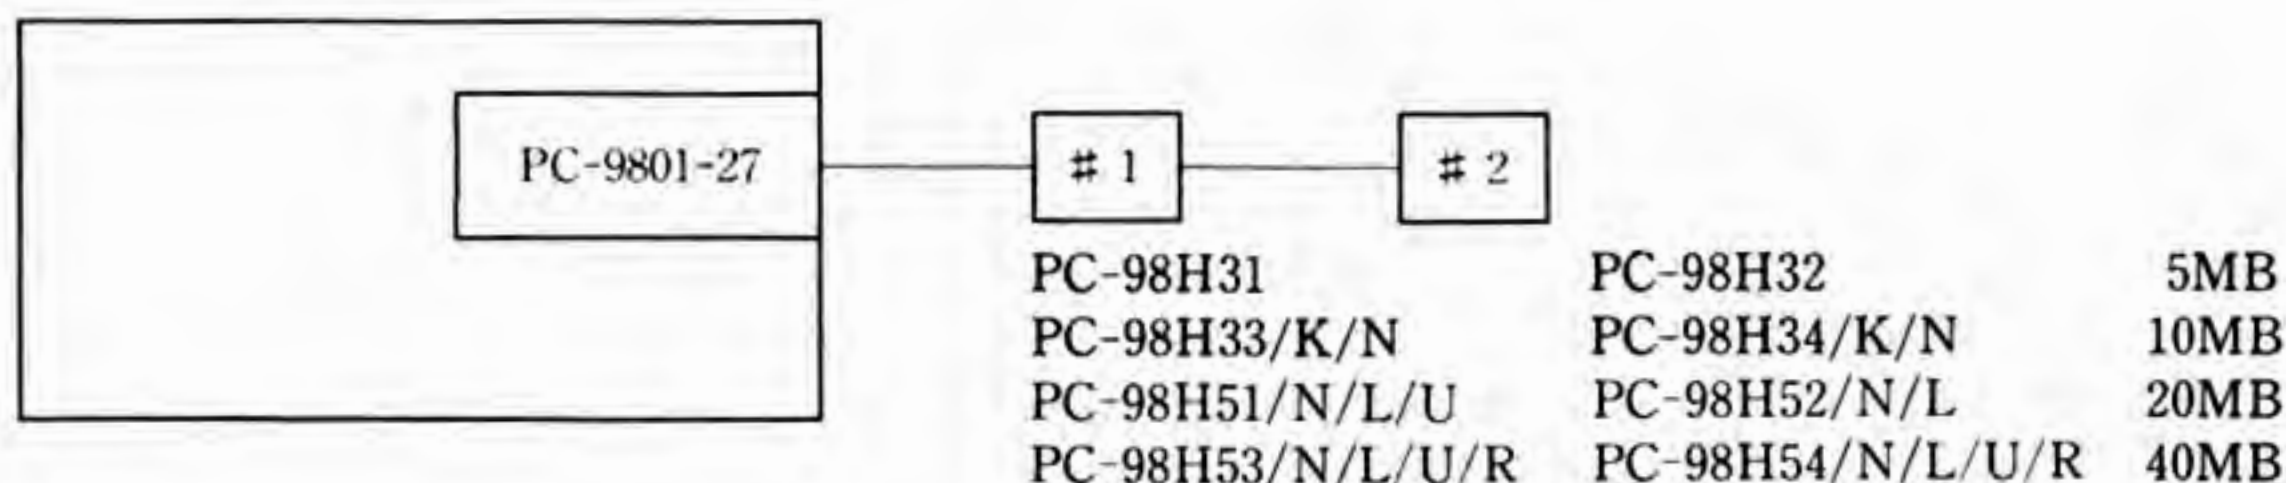 PC-9801-27
# 1
# 2
PC-98H31 PC-98H32 5MB
PC-98H33/K/N PC-98H34/K/N 10MB
PC-98H51/N/L/U PC-98H52/N/L 20MB
PC-98H53/N/L/U/R PC-98H54/N/L/U/R 40MB